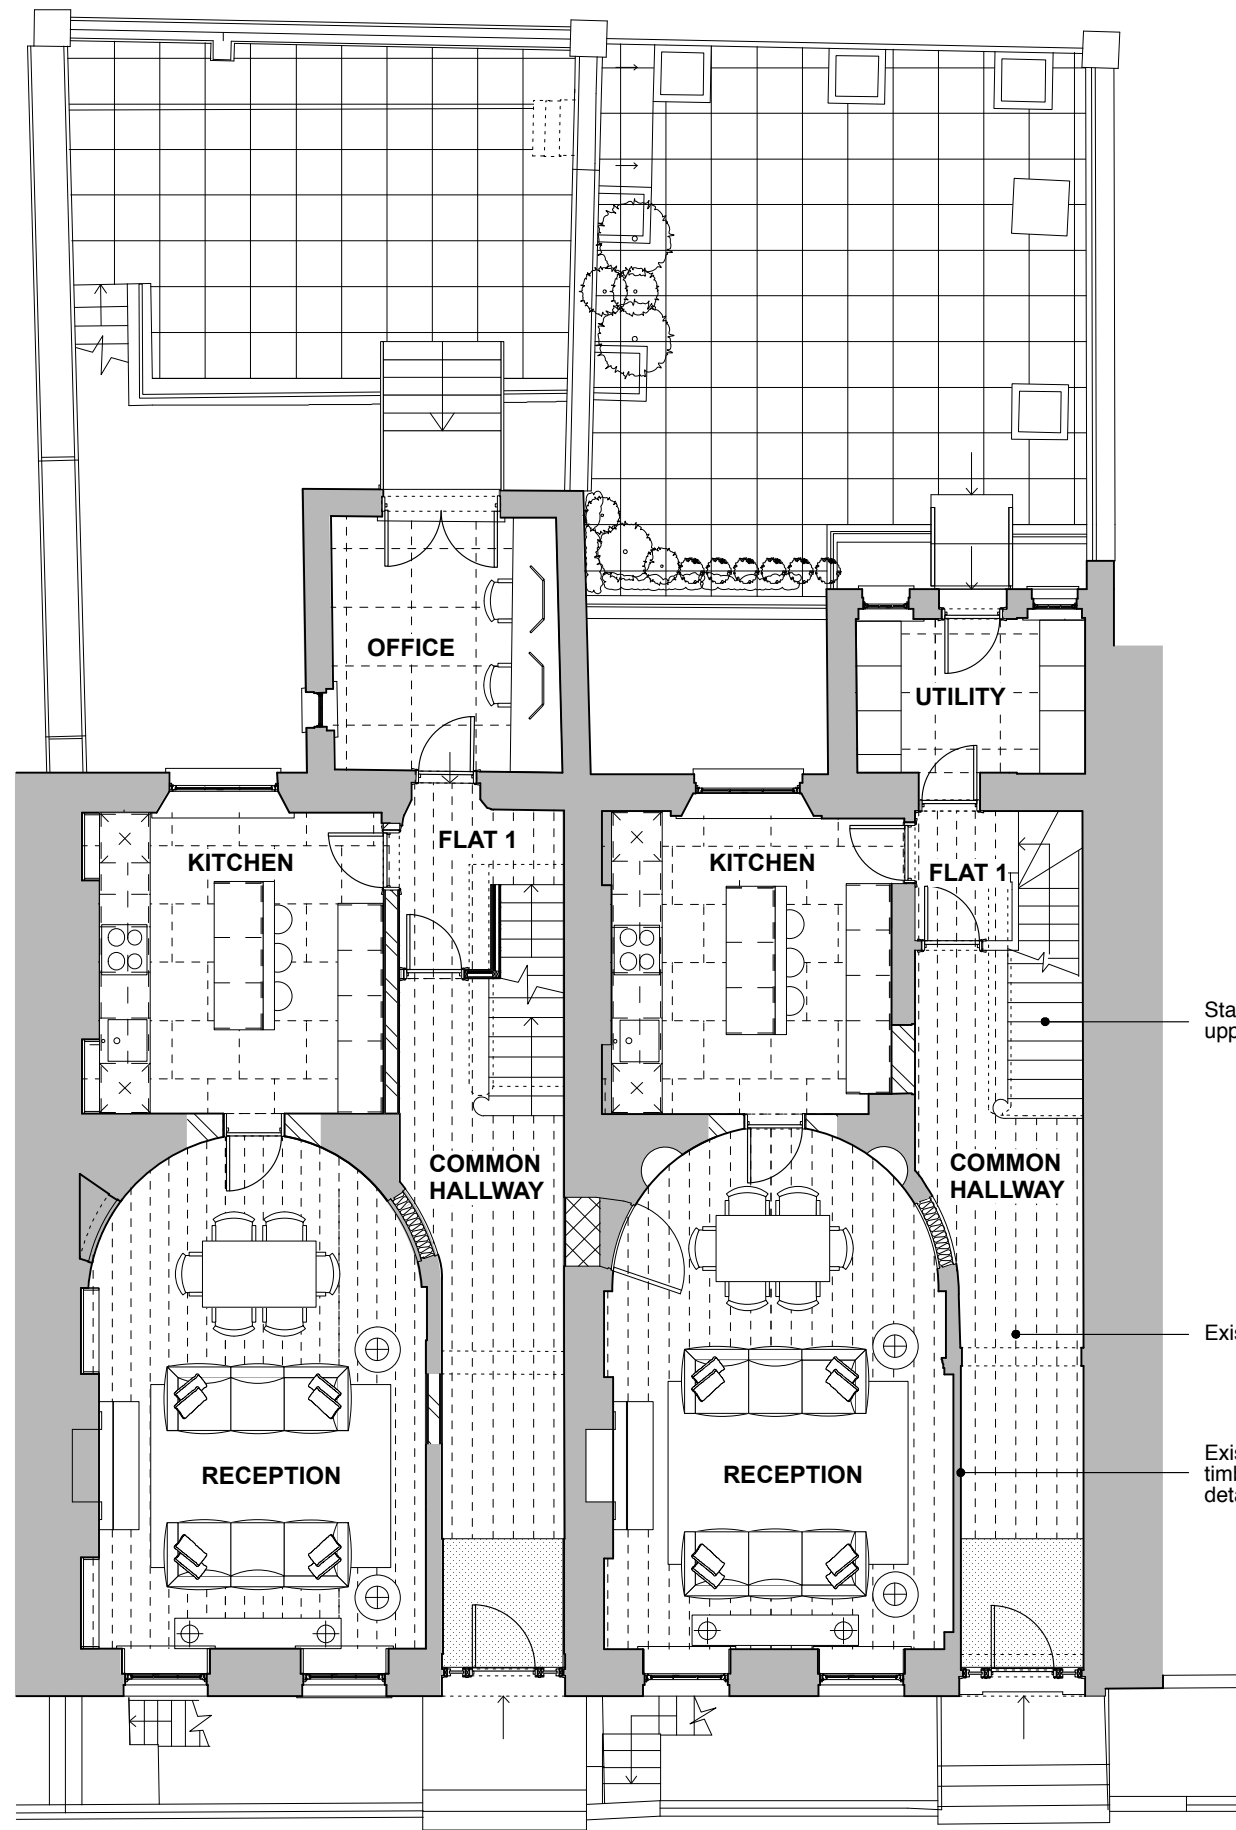 OFFICE
UTILITY
KITCHEN
FLAT 1
KITCHEN
FLAT 1
COMMON
HALLWAY
COMMON
HALLWAY
RECEPTION
RECEPTION